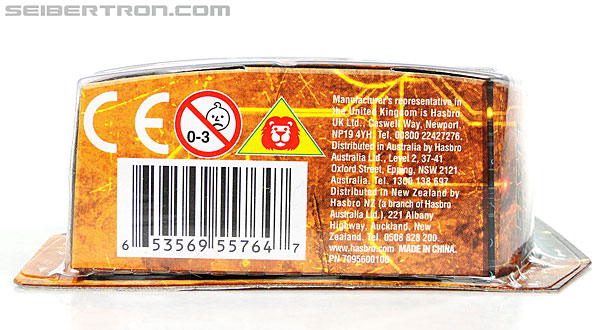 SEIBERTRON.COM
CE
0-3
Manufacturer's representative in
the United Kingdom is Hasbro
UK Ltd., Caswell Way, Newport,
NP19 4YH. Tel. 00800 22427276.
Distributed in Australia by Hasbro
Australia Ltd., Level 2, 37-41
Oxford Street, Epping, NSW 2121,
Australia. Tel. 1300 138 697.
Distributed in New Zealand by
Hasbro NZ (a branch of Hasbro
Australia Ltd.), 221 Albany
Highway, Auckland, New
Zealand. Tel. 0508 828 200.
www.hasbro.com MADE IN CHINA.
PN 7095600100
6 53569 55764 7